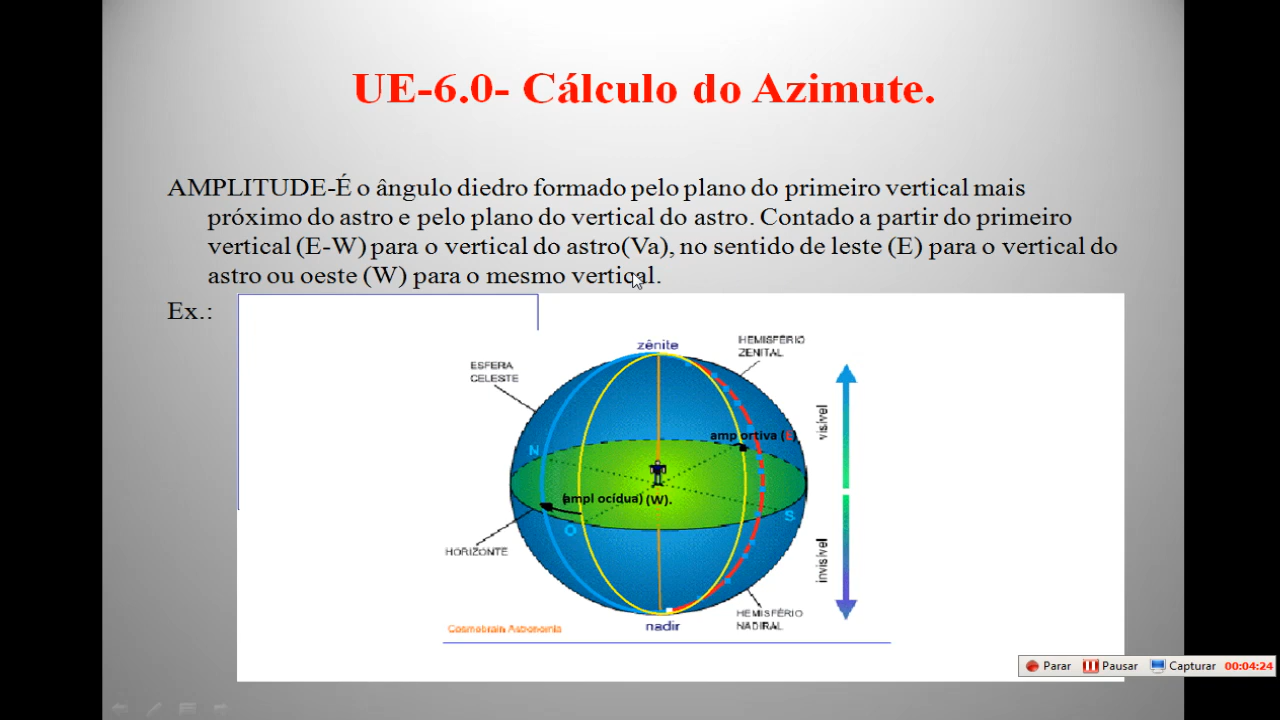 UE-6.0- Cálculo do Azimute.
AMPLITUDE-É o ângulo diedro formado pelo plano do primeiro vertical mais
próximo do astro e pelo plano do vertical do astro. Contado a partir do primeiro
vertical (E-W) para o vertical do astro(Va), no sentido de leste (E) para o vertical do
astro ou oeste (W) para o mesmo vertical.
Ex.:
zênite
HEMISFÉRIO
ZENITAL
ESFERA
CELESTE
visível
amp ortiva (E)
N
(ampl ocídua) (W).
S
O
HORIZONTE
invisível
HEMISFÉRIO
NADIRAL
nadir
Cosmobrain Astronomia
Parar
Pausar
Capturar
00:04:24